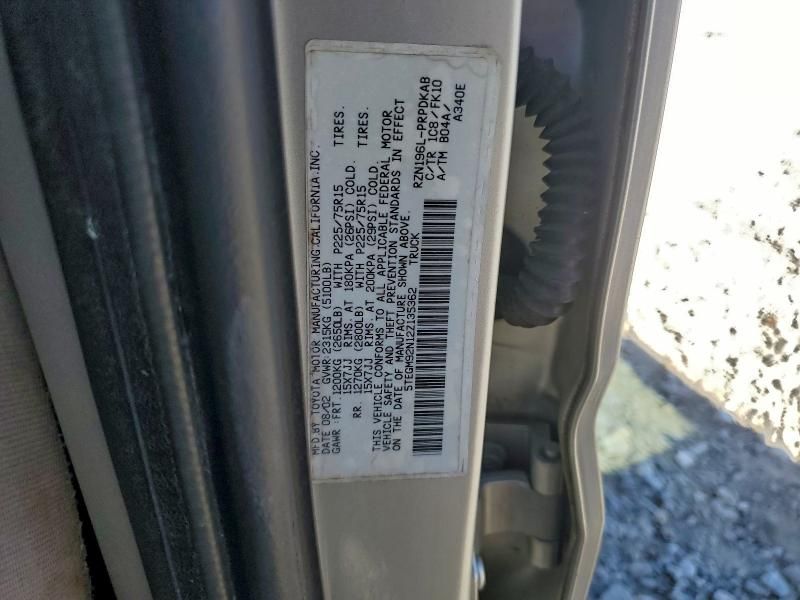 MFD.BY TOYOTA MOTOR MANUFACTURING CALIFORNIA,INC.
DATE 08/02 GVWR:2315KG (5100LB)
GAWR :FRT.1200KG (2650LB) WITH P225/75R15 TIRES.
15X7JJ RIMS. AT 180KPA (26PSI) COLD.
RR. 1270KG (2800LB) WITH P225/75R15 TIRES.
15X7JJ RIMS. AT 200KPA (29PSI) COLD.
THIS VEHICLE CONFORMS TO ALL APPLICABLE FEDERAL MOTOR
VEHICLE SAFETY AND THEFT PREVENTION STANDARDS IN EFFECT
ON THE DATE OF MANUFACTURE SHOWN ABOVE.
5TEGM92N12Z135362 TRUCK
RZN196L-PRPDKAB
C/TR 1C8/FK10
A/TM B04A/
A340E